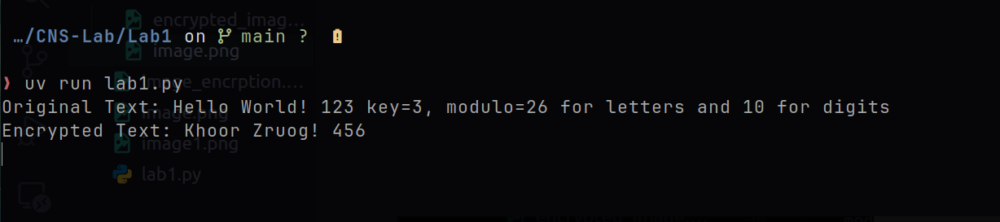 encrypted_imag…
…/CNS-Lab/Lab1 on main ?
image.png
image_encrption.…
❱ uv run lab1.py
Original Text: Hello World! 123 key=3, modulo=26 for letters and 10 for digits
image.png
Encrypted Text: Khoor Zruog! 456
image1.png
lab1.py